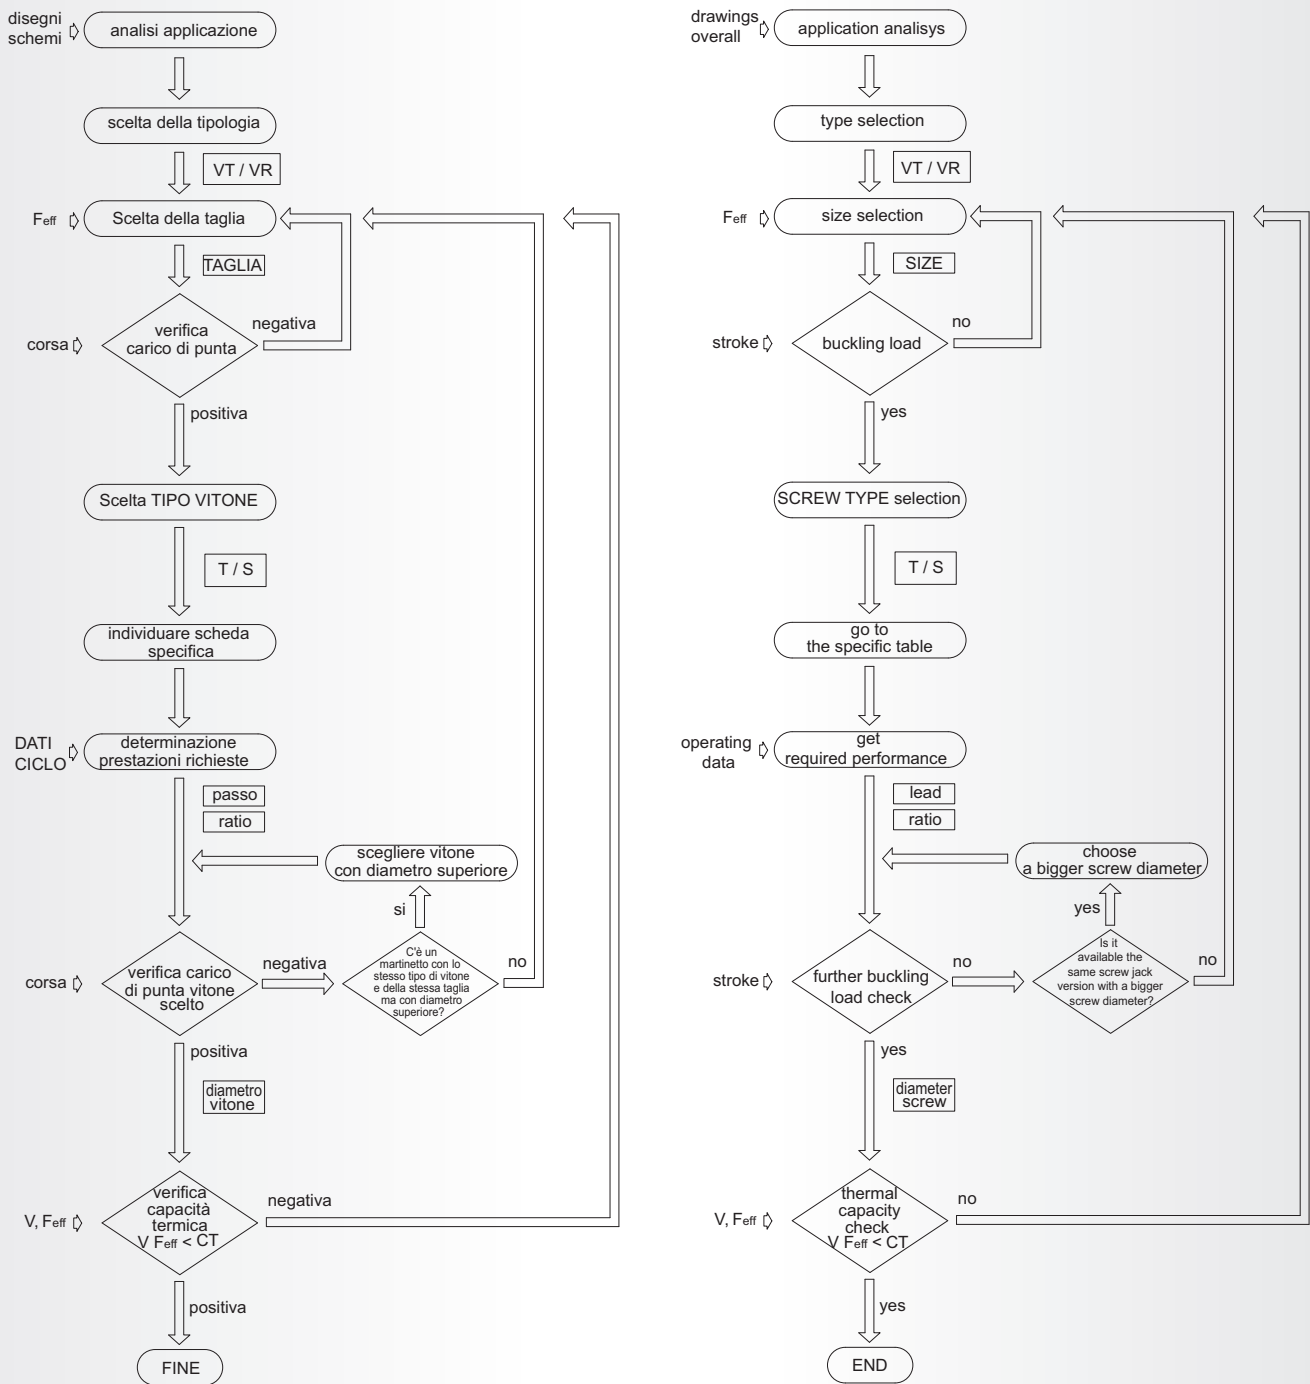 disegni
schemi
analisi applicazione
scelta della tipologia
VT / VR
Feff
Scelta della taglia
TAGLIA
corsa
verifica
carico di punta
negativa
positiva
Scelta TIPO VITONE
T / S
individuare scheda
specifica
DATI
CICLO
determinazione
prestazioni richieste
passo
ratio
scegliere vitone
con diametro superiore
si
corsa
verifica carico
di punta vitone
scelto
negativa
C'è un
martinetto con lo
stesso tipo di vitone
e della stessa taglia
ma con diametro
superiore?
no
positiva
diametro
vitone
V, Feff
verifica
capacità
termica
V Feff < CT
negativa
positiva
FINE
drawings
overall
application analisys
type selection
VT / VR
Feff
size selection
SIZE
stroke
buckling load
no
yes
SCREW TYPE selection
T / S
go to
the specific table
operating
data
get
required performance
lead
ratio
choose
a bigger screw diameter
yes
stroke
further buckling
load check
no
Is it
available the
same screw jack
version with a bigger
screw diameter?
no
yes
diameter
screw
V, Feff
thermal
capacity
check
V Feff < CT
no
yes
END